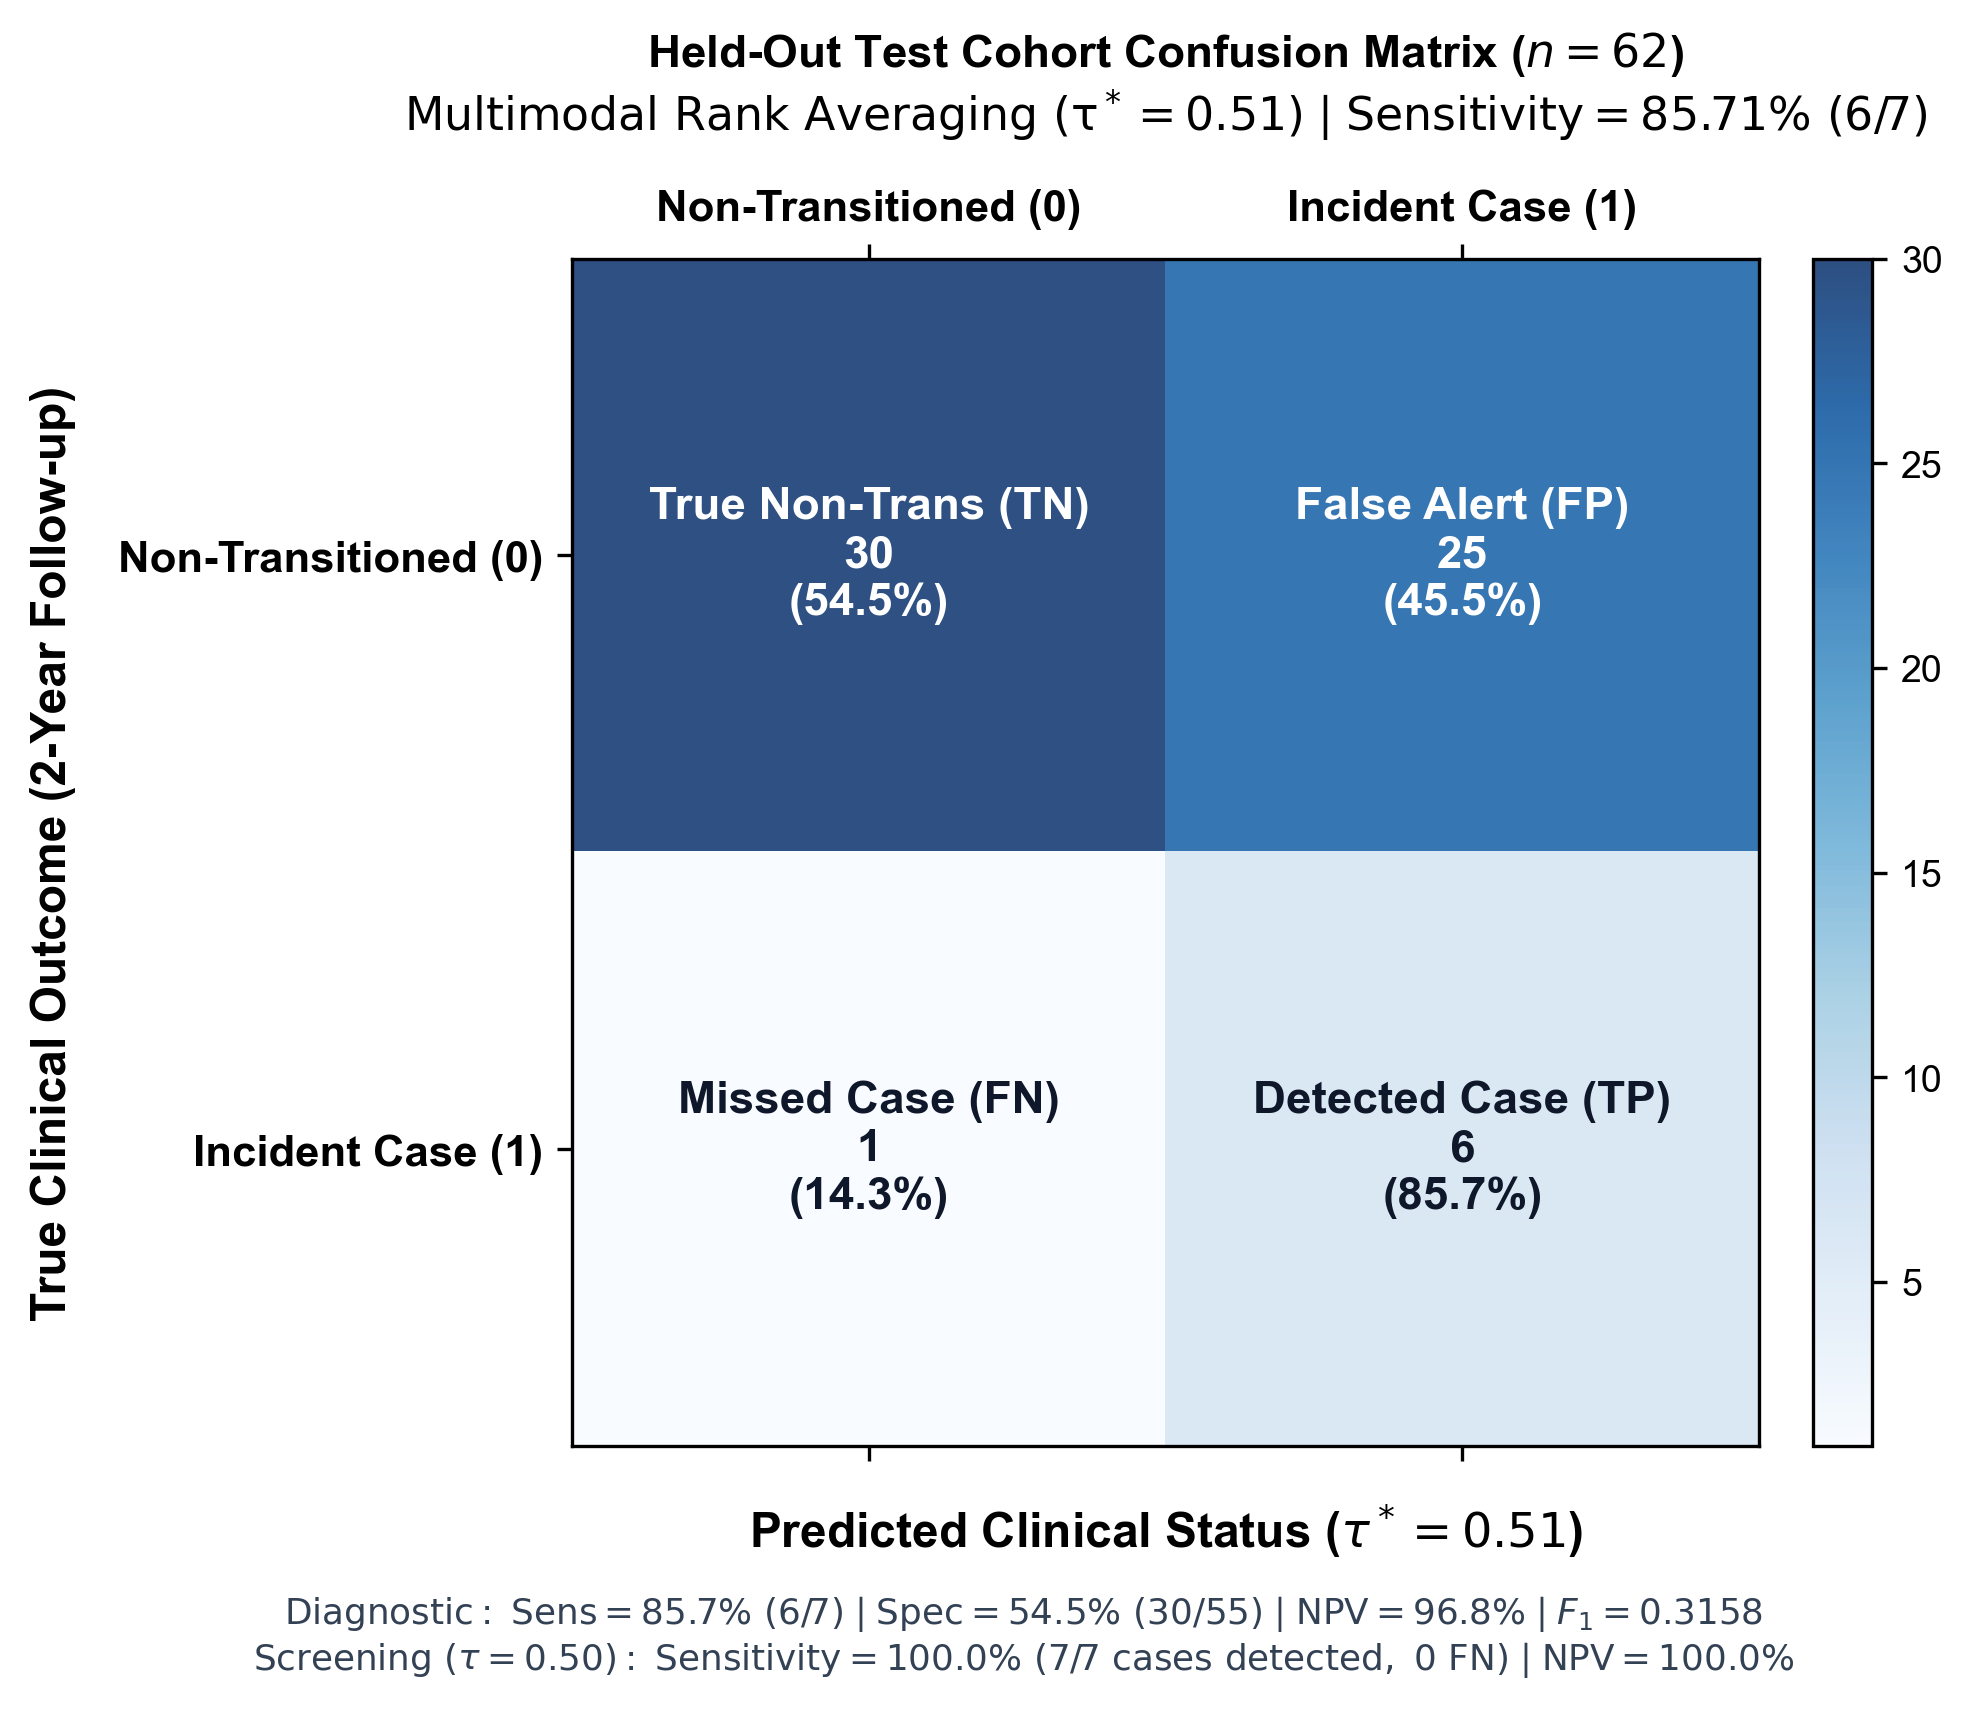 Held-Out Test Cohort Confusion Matrix (n = 62)
Multimodal Rank Averaging (τ* = 0.51) | Sensitivity = 85.71% (6/7)
Non-Transitioned (0)
Incident Case (1)
True Clinical Outcome (2-Year Follow-up)
Non-Transitioned (0)
True Non-Trans (TN)
30
(54.5%)
False Alert (FP)
25
(45.5%)
Incident Case (1)
Missed Case (FN)
1
(14.3%)
Detected Case (TP)
6
(85.7%)
30
25
20
15
10
5
Predicted Clinical Status (τ* = 0.51)
Diagnostic: Sens = 85.7% (6/7) | Spec = 54.5% (30/55) | NPV = 96.8% | F₁ = 0.3158
Screening (τ = 0.50): Sensitivity = 100.0% (7/7 cases detected, 0 FN) | NPV = 100.0%